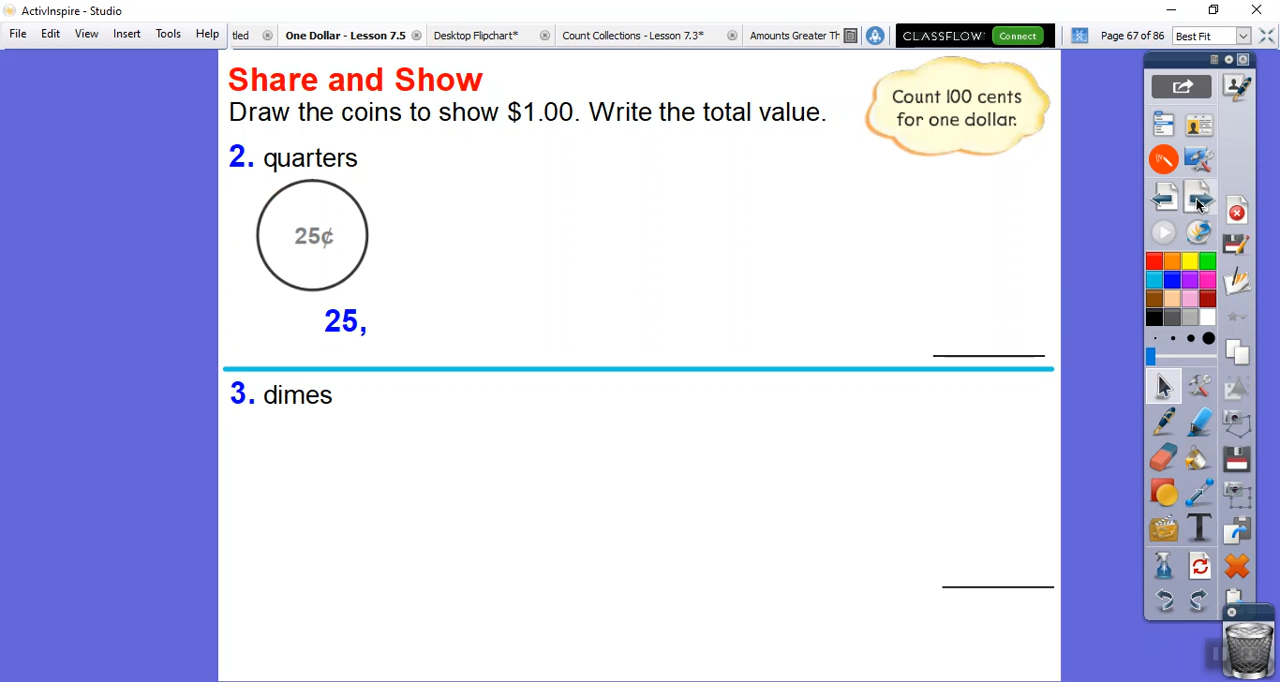 ActivInspire - Studio
File Edit View Insert Tools Help
tled One Dollar - Lesson 7.5 Desktop Flipchart* Count Collections - Lesson 7.3* Amounts Greater Th
CLASSFLOW Connect
Page 67 of 86 Best Fit
Share and Show
Draw the coins to show $1.00. Write the total value.
Count 100 cents
for one dollar.
2. quarters
25¢
25,
3. dimes